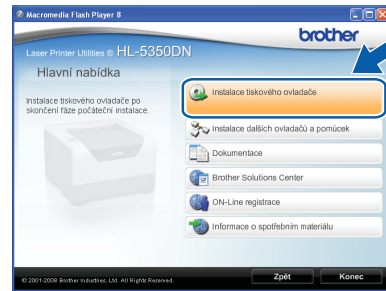 Macromedia Flash Player 8
brother
Laser Printer Utilities ® HL-5350DN
Hlavní nabídka
Instalace tiskového ovladače po
skončení fáze počáteční instalace.
Instalace tiskového ovladače
Instalace dalších ovladačů a pomůcek
Dokumentace
Brother Solutions Center
ON-Line registrace
Informace o spotřebním materiálu
© 2001-2008 Brother Industries, Ltd. All Rights Reserved.
Zpět
Konec